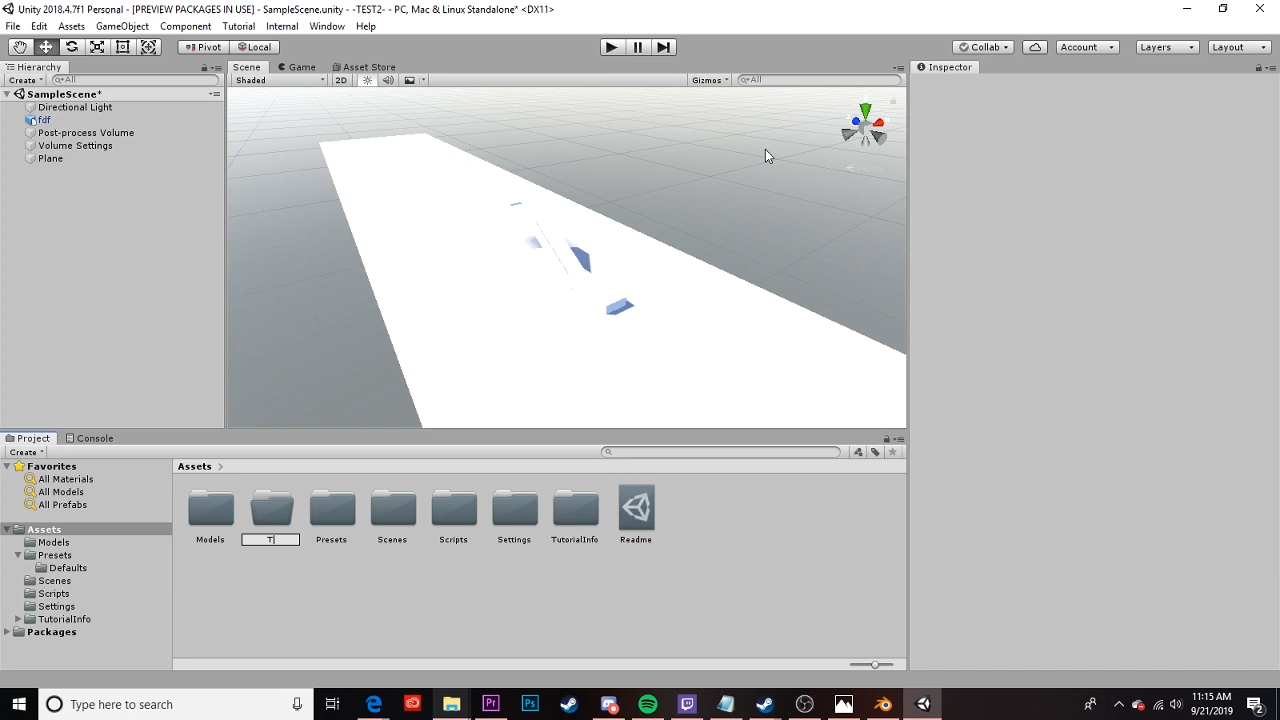 Unity 2018.4.7f1 Personal - [PREVIEW PACKAGES IN USE] - SampleScene.unity - -TEST2- - PC, Mac & Linux Standalone* <DX11>
File Edit Assets GameObject Component Tutorial Internal Window Help
Pivot Local Collab Account Layers Layout
Hierarchy Scene Game Asset Store Inspector
Create All Shaded 2D Gizmos All
SampleScene*
Directional Light
fdf
Post-process Volume
Volume Settings
Plane
Project Console
Create
Favorites
All Materials
All Models
All Prefabs
Assets
Models
Presets
Defaults
Scenes
Scripts
Settings
TutorialInfo
Packages
Assets
Models T Presets Scenes Scripts Settings TutorialInfo Readme
Type here to search
11:15 AM
9/21/2019